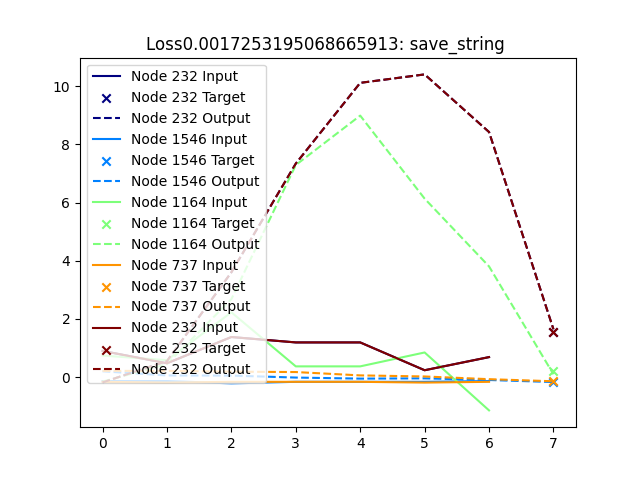 Loss0.0017253195068665913: save_string
Node 232 Input
Node 232 Target
Node 232 Output
Node 1546 Input
Node 1546 Target
Node 1546 Output
Node 1164 Input
Node 1164 Target
Node 1164 Output
Node 737 Input
Node 737 Target
Node 737 Output
Node 232 Input
Node 232 Target
Node 232 Output
10
8
6
4
2
0
0 1 2 3 4 5 6 7